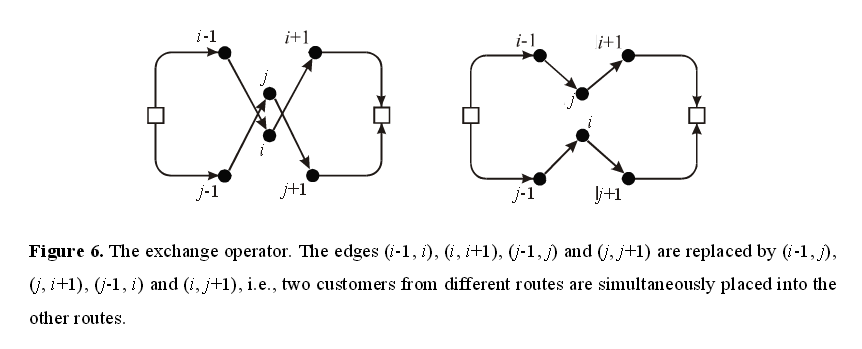 i-1 i+1 i-1 i+1
j j
i i
j-1 j+1 j-1 j+1
Figure 6. The exchange operator. The edges (i-1, i), (i, i+1), (j-1, j) and (j, j+1) are replaced by (i-1, j),
(j, i+1), (j-1, i) and (i, j+1), i.e., two customers from different routes are simultaneously placed into the
other routes.